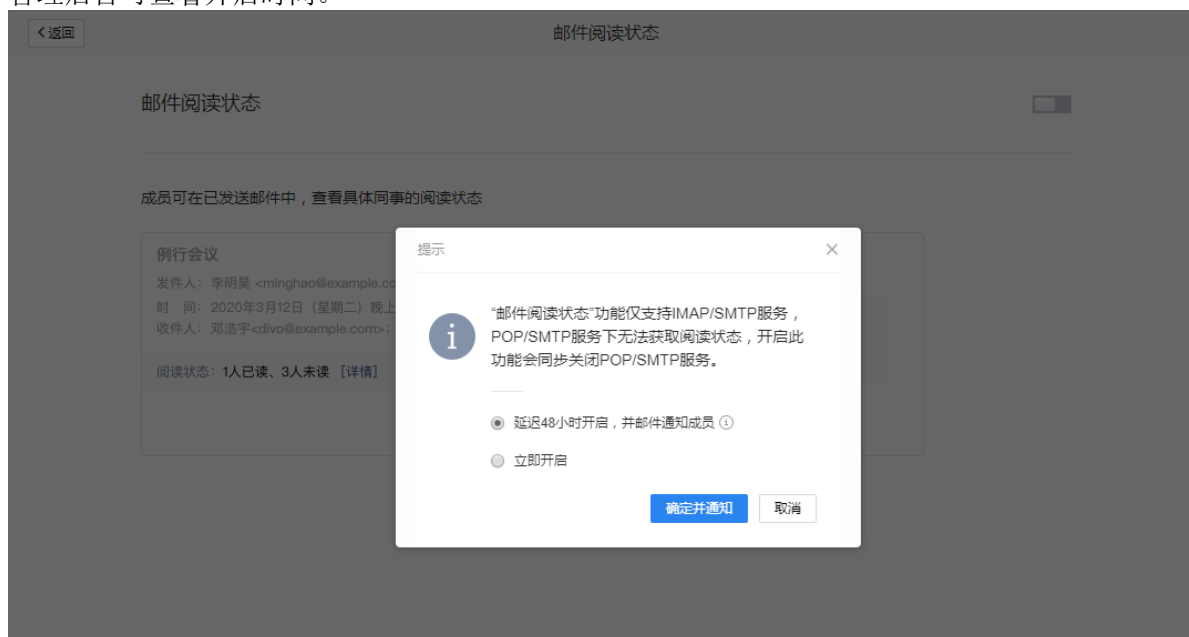 管理后台可查看开启时间。
返回
邮件阅读状态
邮件阅读状态
成员可在已发送邮件中，查看具体同事的阅读状态
例行会议
发件人：李明昊 <minghao@example.co
时 间：2020年3月12日（星期二）晚上
收件人：邓浩宇<divo@example.com>；
阅读状态：1人已读、3人未读 [详情]
提示
“邮件阅读状态”功能仅支持IMAP/SMTP服务，
POP/SMTP服务下无法获取阅读状态，开启此
功能会同步关闭POP/SMTP服务。
延迟48小时开启，并邮件通知成员
立即开启
确定并通知 取消